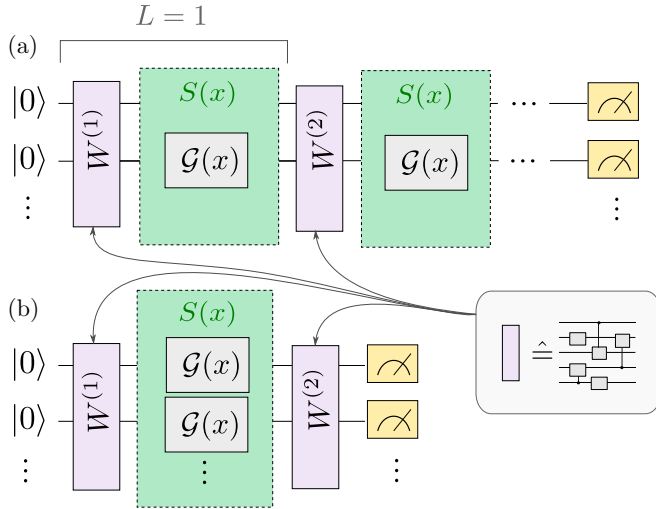 L = 1
(a)
|0⟩ W^{(1)} S(x) W^{(2)} S(x) ⋯ 
|0⟩ 𝒢(x) 𝒢(x) ⋯
⋮ ⋮
(b)
|0⟩ W^{(1)} S(x) 𝒢(x) W^{(2)}
|0⟩ 𝒢(x)
⋮ ⋮ ⋮
≙